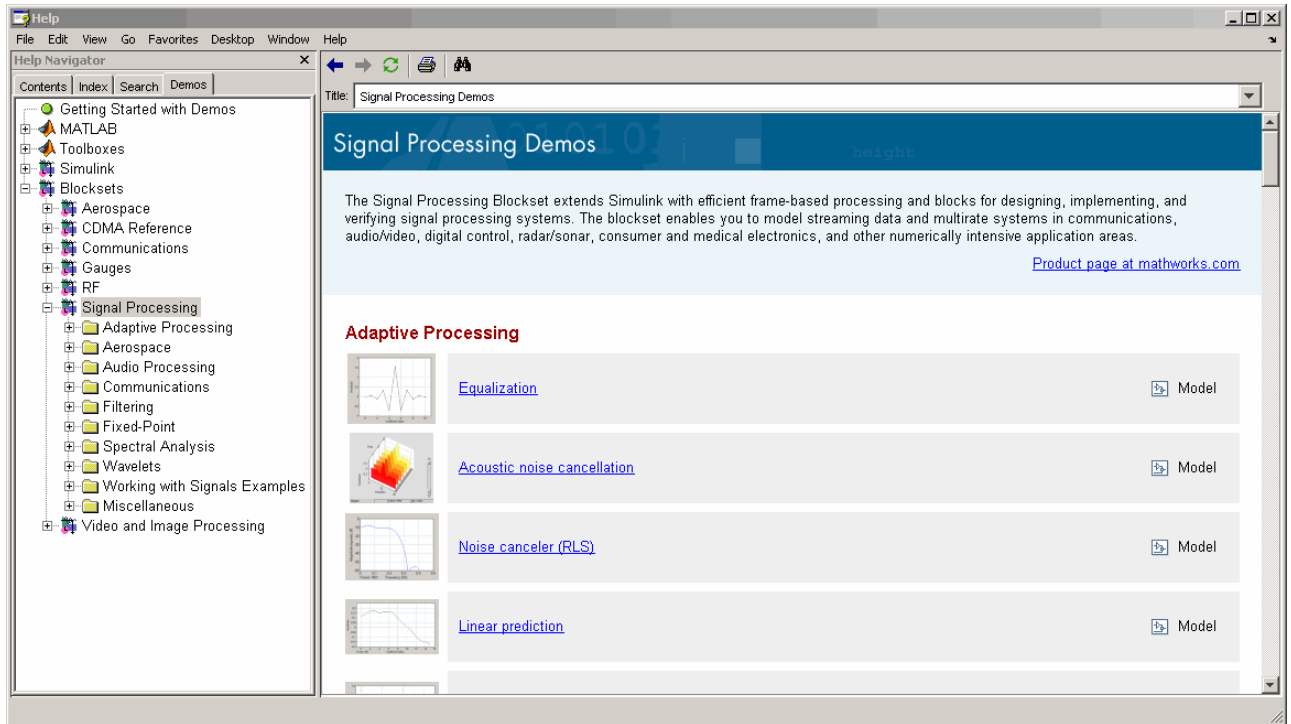 Help
File Edit View Go Favorites Desktop Window Help
Help Navigator
Contents Index Search Demos
Getting Started with Demos
MATLAB
Toolboxes
Simulink
Blocksets
Aerospace
CDMA Reference
Communications
Gauges
RF
Signal Processing
Adaptive Processing
Aerospace
Audio Processing
Communications
Filtering
Fixed-Point
Spectral Analysis
Wavelets
Working with Signals Examples
Miscellaneous
Video and Image Processing
Title: Signal Processing Demos
Signal Processing Demos
height
The Signal Processing Blockset extends Simulink with efficient frame-based processing and blocks for designing, implementing, and
verifying signal processing systems. The blockset enables you to model streaming data and multirate systems in communications,
audio/video, digital control, radar/sonar, consumer and medical electronics, and other numerically intensive application areas.
Product page at mathworks.com
Adaptive Processing
Equalization Model
Acoustic noise cancellation Model
Noise canceler (RLS) Model
Linear prediction Model